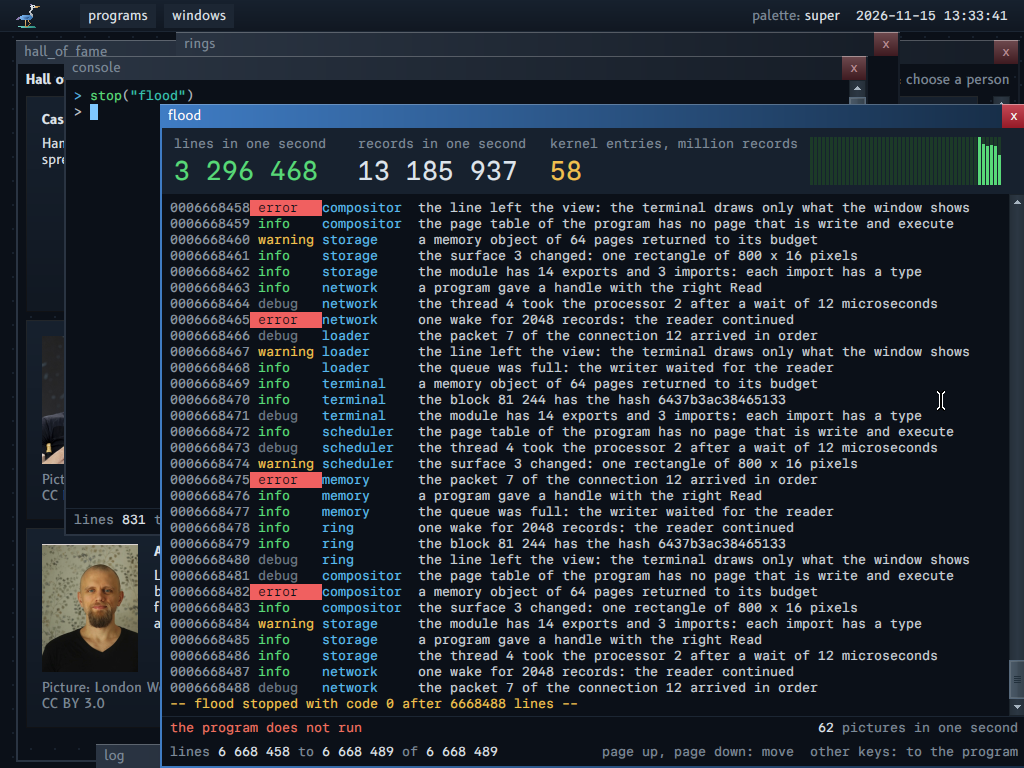 programs windows palette: super 2026-11-15 13:33:41
hall_of_fame
rings x
console x
x
Hall o
choose a person
> stop("flood")
>
Cas
Han
spre
flood x
lines in one second records in one second kernel entries, million records
3 296 468 13 185 937 58
0006668458 error compositor the line left the view: the terminal draws only what the window shows
0006668459 info compositor the page table of the program has no page that is write and execute
0006668460 warning storage a memory object of 64 pages returned to its budget
0006668461 info storage the surface 3 changed: one rectangle of 800 x 16 pixels
0006668462 info storage the module has 14 exports and 3 imports: each import has a type
0006668463 info network a program gave a handle with the right Read
0006668464 debug network the thread 4 took the processor 2 after a wait of 12 microseconds
0006668465 error network one wake for 2048 records: the reader continued
0006668466 debug loader the packet 7 of the connection 12 arrived in order
0006668467 warning loader the line left the view: the terminal draws only what the window shows
0006668468 info loader the queue was full: the writer waited for the reader
0006668469 info terminal a memory object of 64 pages returned to its budget
0006668470 info terminal the block 81 244 has the hash 6437b3ac38465133
0006668471 debug terminal the module has 14 exports and 3 imports: each import has a type
0006668472 info scheduler the page table of the program has no page that is write and execute
0006668473 debug scheduler the thread 4 took the processor 2 after a wait of 12 microseconds
0006668474 warning scheduler the surface 3 changed: one rectangle of 800 x 16 pixels
0006668475 error memory the packet 7 of the connection 12 arrived in order
0006668476 info memory a program gave a handle with the right Read
0006668477 info memory the queue was full: the writer waited for the reader
0006668478 info ring one wake for 2048 records: the reader continued
0006668479 info ring the block 81 244 has the hash 6437b3ac38465133
0006668480 debug ring the line left the view: the terminal draws only what the window shows
0006668481 debug compositor the page table of the program has no page that is write and execute
0006668482 error compositor a memory object of 64 pages returned to its budget
0006668483 info compositor the surface 3 changed: one rectangle of 800 x 16 pixels
0006668484 warning storage the module has 14 exports and 3 imports: each import has a type
0006668485 info storage a program gave a handle with the right Read
0006668486 info storage the thread 4 took the processor 2 after a wait of 12 microseconds
0006668487 info network one wake for 2048 records: the reader continued
0006668488 debug network the packet 7 of the connection 12 arrived in order
-- flood stopped with code 0 after 6668488 lines --
the program does not run 62 pictures in one second
lines 6 668 458 to 6 668 489 of 6 668 489 page up, page down: move other keys: to the program
Pict
CC
lines 831 t
Picture: London W
CC BY 3.0
log